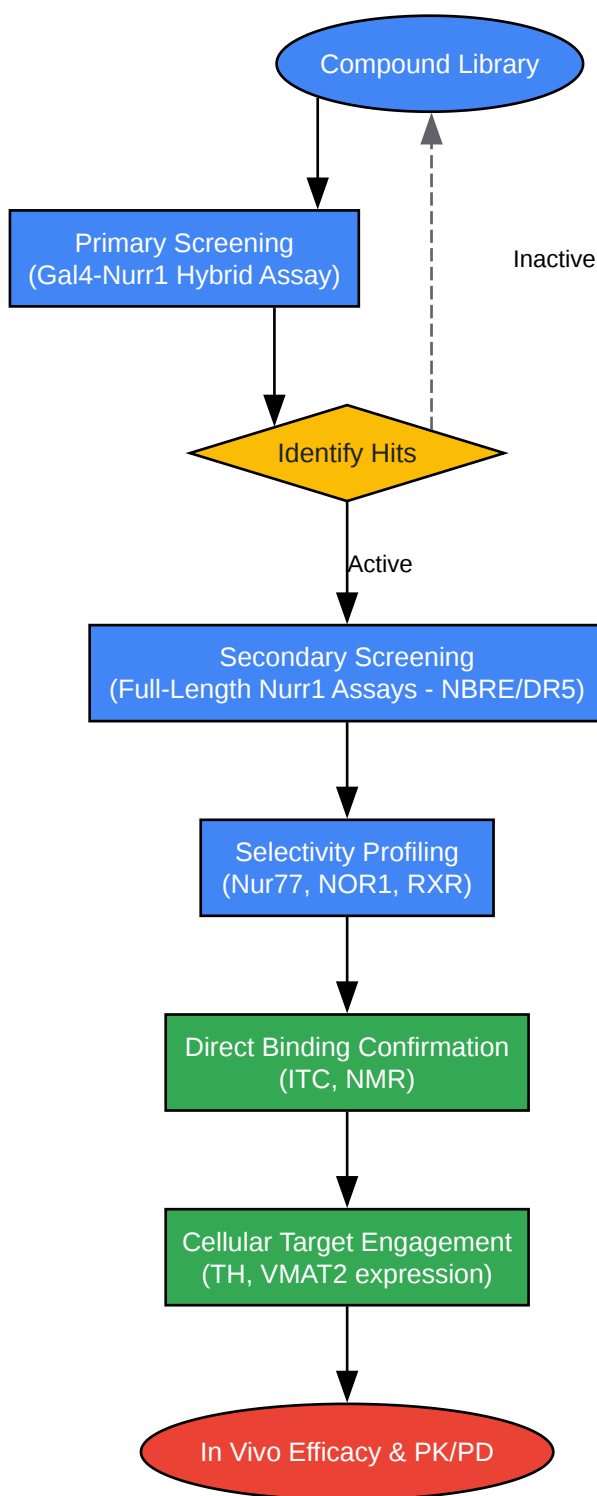 Compound Library
Primary Screening
(Gal4-Nurr1 Hybrid Assay)
Inactive
Identify Hits
Active
Secondary Screening
(Full-Length Nurr1 Assays - NBRE/DR5)
Selectivity Profiling
(Nur77, NOR1, RXR)
Direct Binding Confirmation
(ITC, NMR)
Cellular Target Engagement
(TH, VMAT2 expression)
In Vivo Efficacy & PK/PD